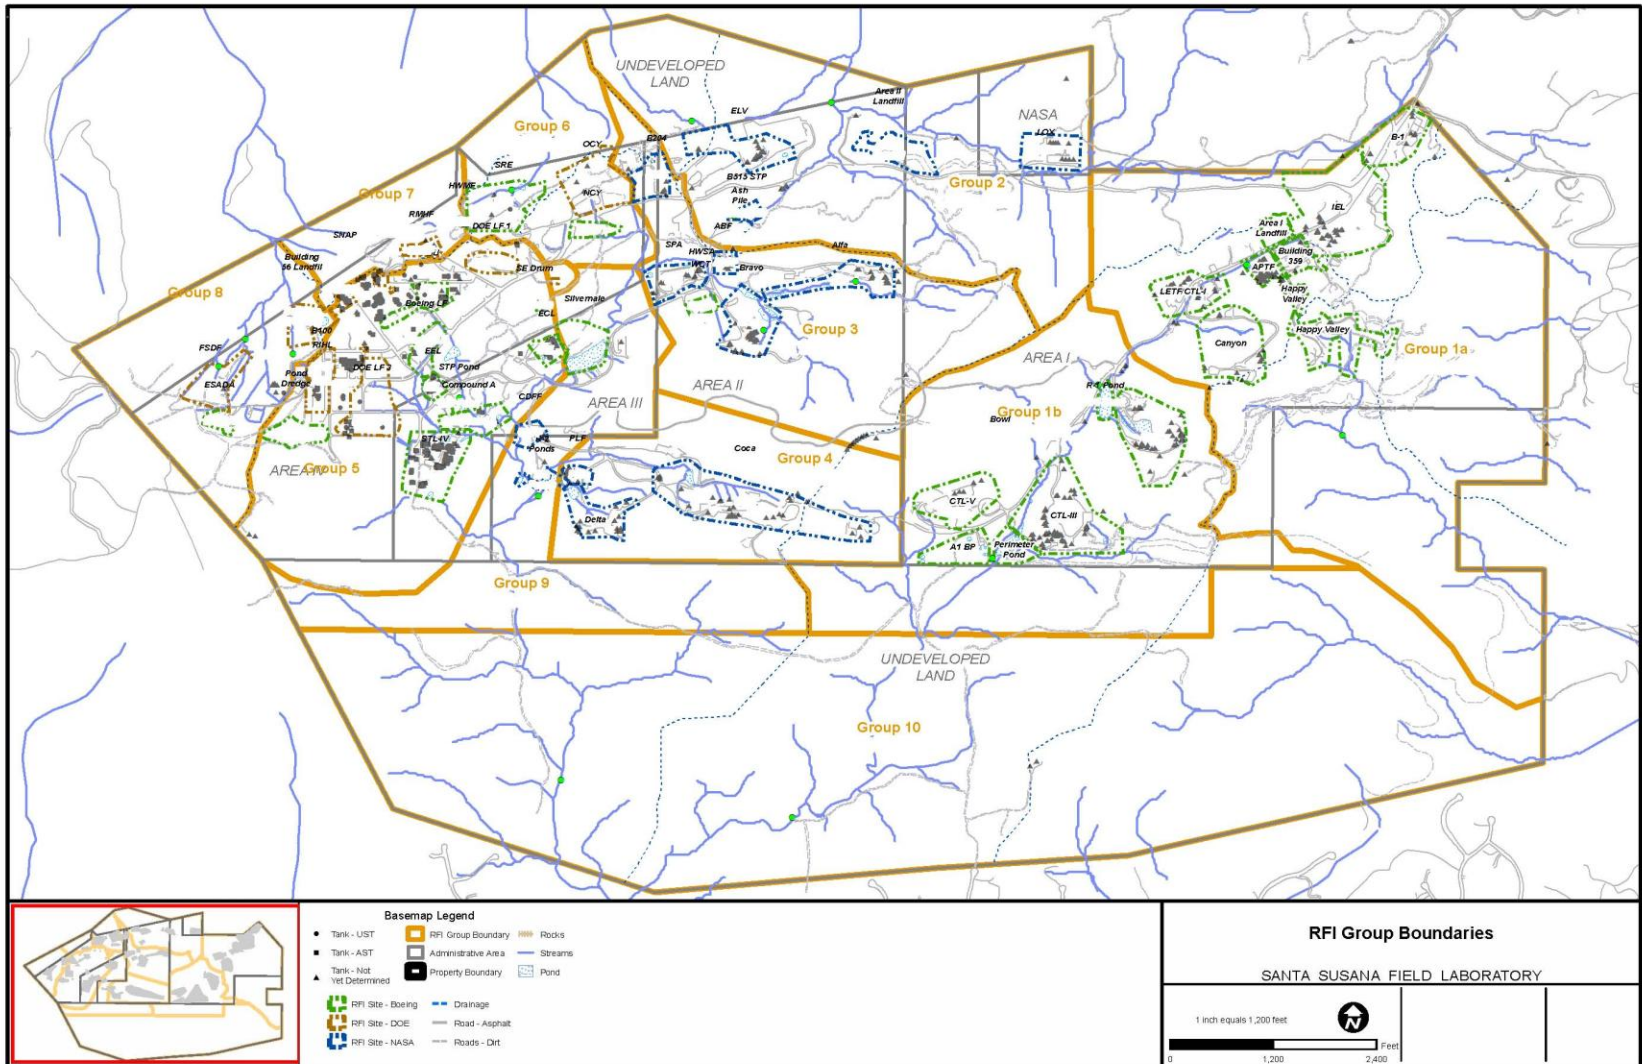 UNDEVELOPED
LAND
NASA
Area II
Landfill
ELV
LOX
B-1
Group 6
OCY
B204
SRE
Group 7
HWMF
NCY
B515 STP
Ash
Pile
Group 2
IEL
RMHF
DOE LF 1
ABF
Area I
Landfill
SNAP
SPA
Alfa
Building
56 Landfil
HWSA
WCT
Bravo
Building
359
SE Drum
APTF
Group 8
Boeing LF
Silvernale
LETF/CTL-I
Happy
Valley
ECL
B100
Group 3
Happy Valley
RIHL
FSDF
EEL
Canyon
Group 1a
DOE LF 3
STP Pond
AREA I
ESADA
Pond
Dredge
Compound A
AREA II
R-1 Pond
CDFF
AREA III
Group 1b
Bowl
STL-IV
PLF
Ponds
Coca
Group 4
AREA IV
Group 5
CTL-V
Delta
CTL-III
A1 BP
Perimeter
Pond
Group 9
UNDEVELOPED
LAND
Group 10
Basemap Legend
Tank - UST
RFI Group Boundary
Rocks
Tank - AST
Administrative Area
Streams
Tank - Not
Yet Determined
Property Boundary
Pond
RFI Site - Boeing
Drainage
RFI Site - DOE
Road - Asphalt
RFI Site - NASA
Roads - Dirt
RFI Group Boundaries
SANTA SUSANA FIELD LABORATORY
1 inch equals 1,200 feet
N
Feet
0 1,200 2,400